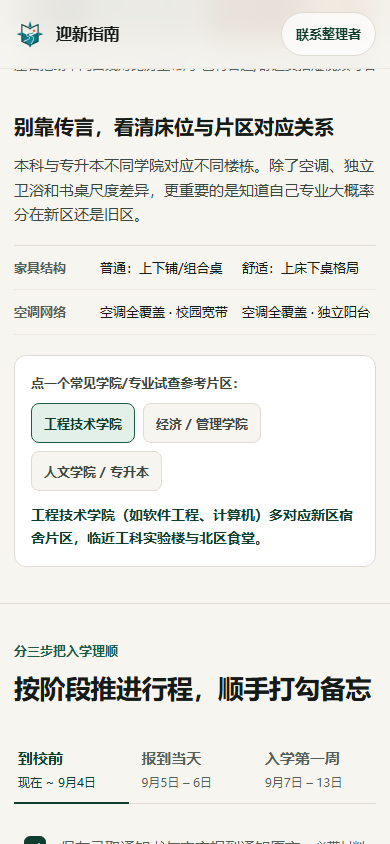 迎新指南
联系整理者
别靠传言，看清床位与片区对应关系
本科与专升本不同学院对应不同楼栋。除了空调、独立
卫浴和书桌尺度差异，更重要的是知道自己专业大概率
分在新区还是旧区。
家具结构 普通：上下铺/组合桌 舒适：上床下桌格局
空调网络 空调全覆盖 · 校园宽带 空调全覆盖 · 独立阳台
点一个常见学院/专业试查参考片区：
工程技术学院 经济 / 管理学院
人文学院 / 专升本
工程技术学院（如软件工程、计算机）多对应新区宿
舍片区，临近工科实验楼与北区食堂。
分三步把入学理顺
按阶段推进行程，顺手打勾备忘
到校前 报到当天 入学第一周
现在 ~ 9月4日 9月5日 – 6日 9月7日 – 13日